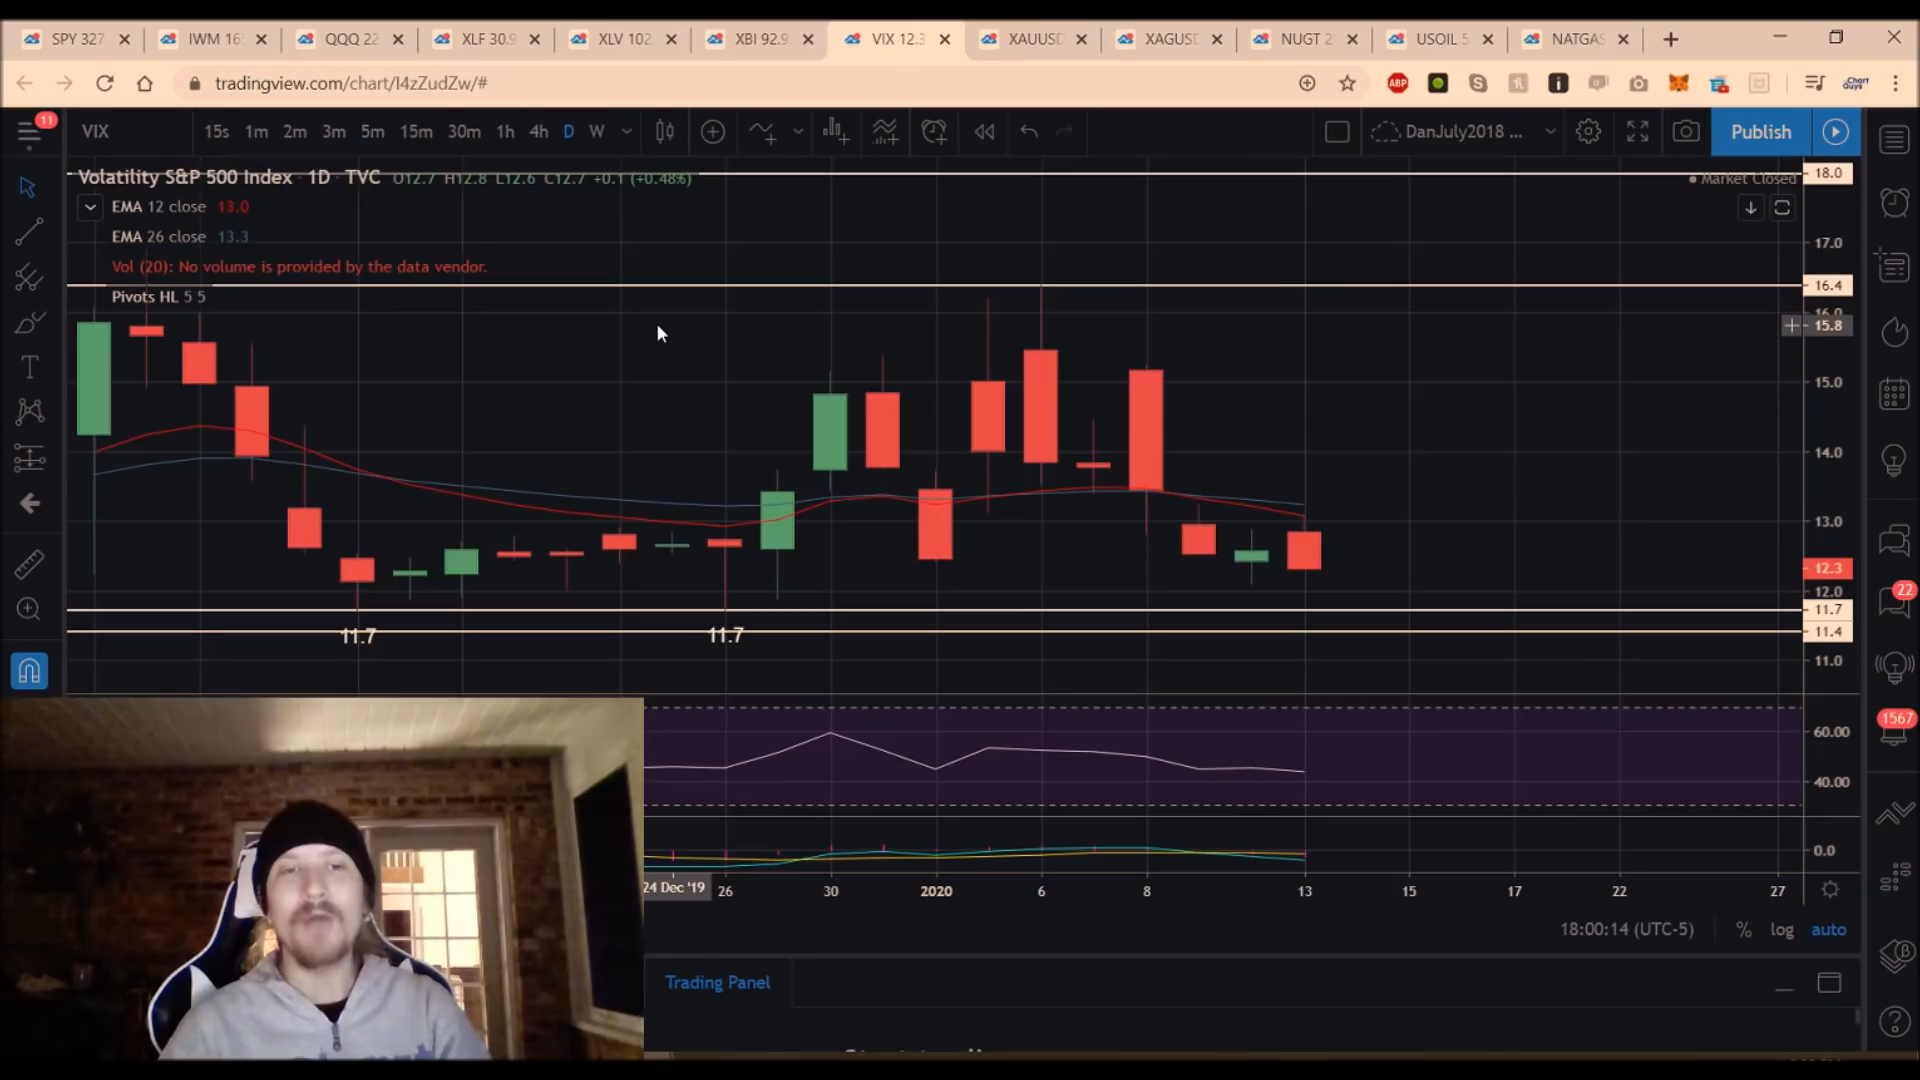 SPY 327
IWM 16
QQQ 22
XLF 30.9
XLV 102
XBI 92.9
VIX 12.3
XAUUSD
XAGUSD
NUGT 2
USOIL 5
NATGAS
tradingview.com/chart/I4zZudZw/#
ABP
Chart Guys
11
VIX
15s 1m 2m 3m 5m 15m 30m 1h 4h D W
DanJuly2018 ...
Publish
Volatility S&P 500 Index · 1D · TVC O12.7 H12.8 L12.6 C12.7 +0.1 (+0.48%)
Market Closed
EMA 12 close 13.0
EMA 26 close 13.3
Vol (20): No volume is provided by the data vendor.
Pivots HL 5 5
18.0
17.0
16.4
16.0
15.8
15.0
14.0
13.0
12.3
12.0
11.7
11.4
11.0
11.7
11.7
60.00
40.00
0.0
22
1567
24 Dec '19 26 30 2020 6 8 13 15 17 22 27
18:00:14 (UTC-5) % log auto
Trading Panel